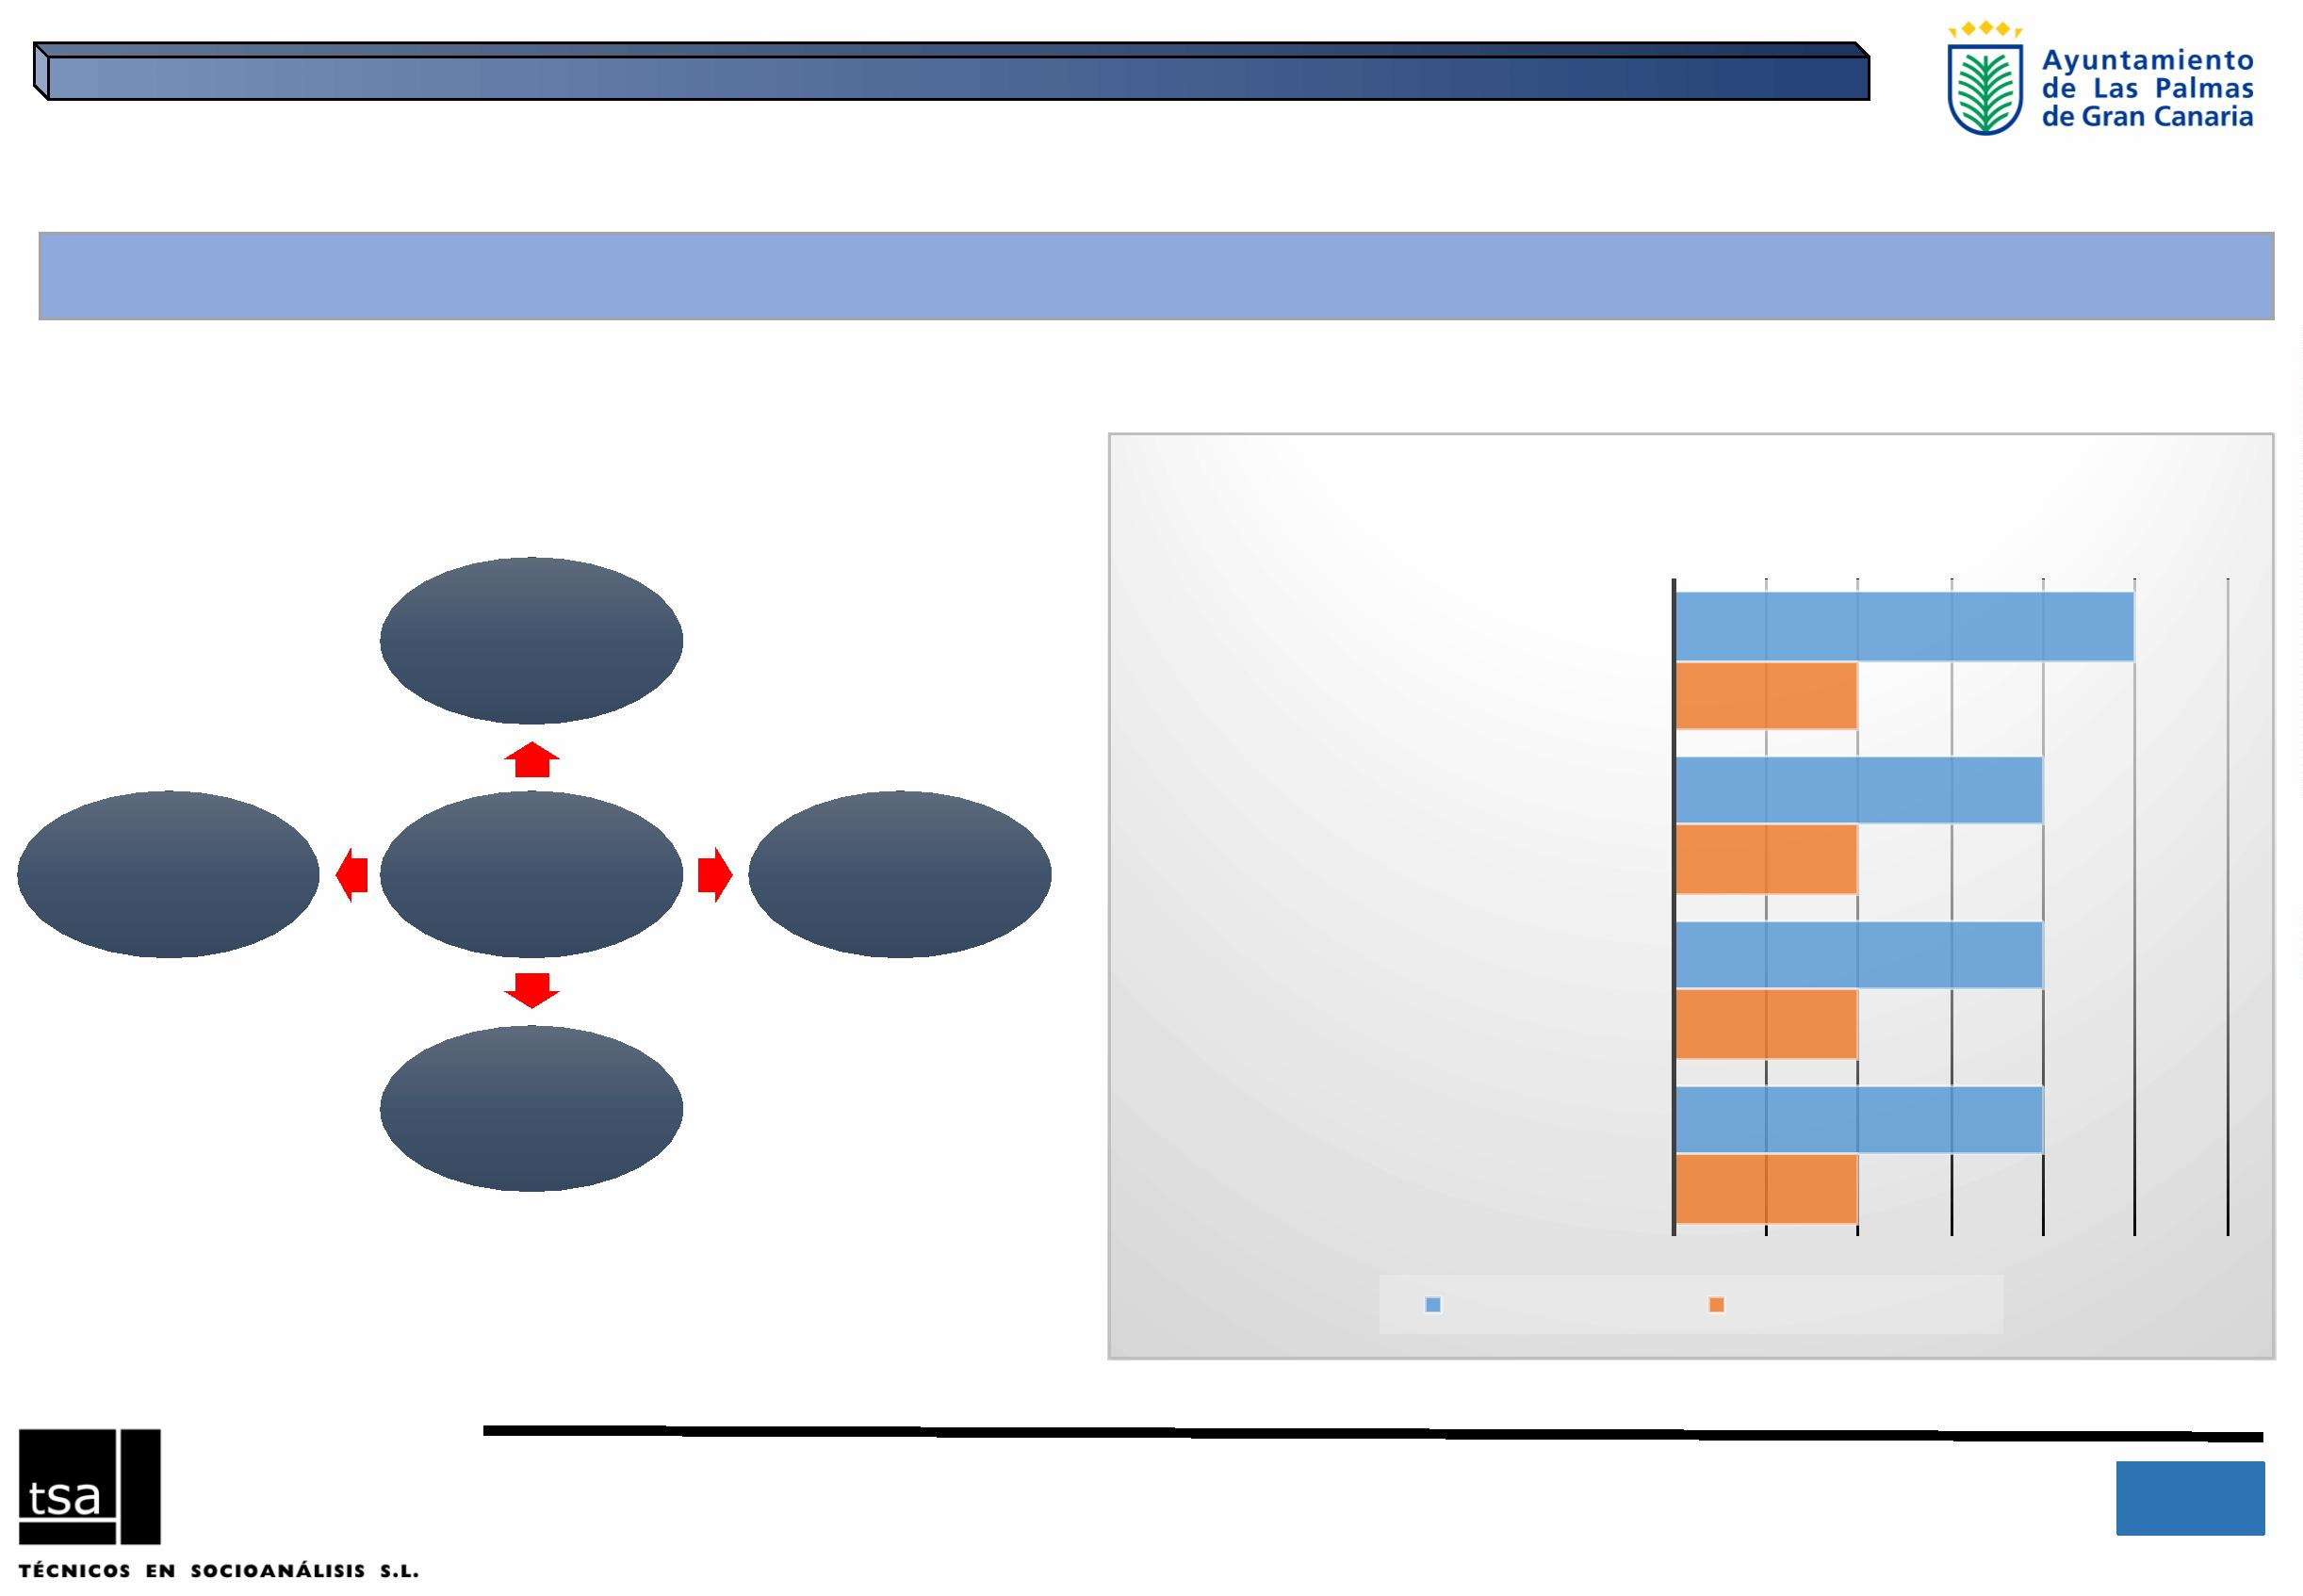 Ayuntamiento
de Las Palmas
de Gran Canaria
tsa
TÉCNICOS EN SOCIOANÁLISIS S.L.